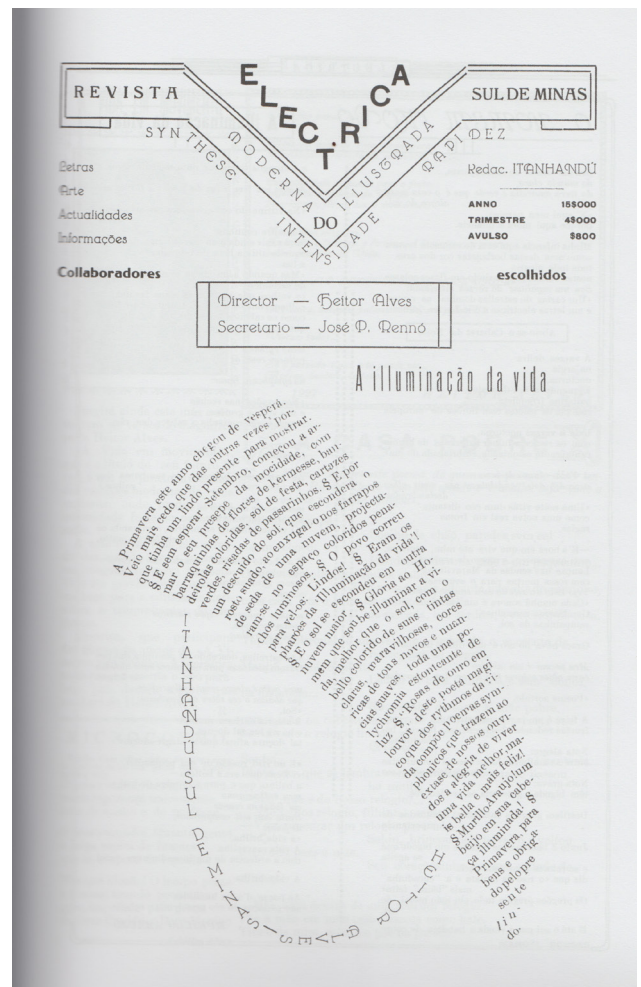 REVISTA
ELECTRICA
SUL DE MINAS
SYNTHESE
MODERNA
DO
ILLUSTRADA
INTENSIDADE
RAPIDEZ
Letras
Arte
Actualidades
Informações
Collaboradores
Redac. ITANHANDÚ
ANNO 15$000
TRIMESTRE 4$000
AVULSO $800
escolhidos
Director — Heitor Alves
Secretario — José P. Rennó
A illuminação da vida
A Primavera este anno chegou de vespera.
Veio mais cedo que das outras vezes por-
que tinha um lindo presente para mostrar.
§ E sem esperar Setembro, começou a ar-
mar o seu presepe da mocidade, com
barraquinhas de flores de kermesse, ban-
deirolas coloridas, sol de festa, cartazes
verdes, risadas de passarinhos. § E por
um descuido do sol, que escondera o
rosto suado, ao enxugal-o nos farrapos
de seda de uma nuvem, projecta-
ram-se no espaço coloridos pena-
chos luminosos. § O povo correu
para vel-os: Lindos! § Eram os
pharóes da «Illuminação da vida»!
§ E o sol se escondeu em outra
nuvem maior. § Gloria ao Ho-
mem que soube illuminar a vi-
da, melhor que o sol, com o
bello colorido de suas tintas
claras, maravilhosas, cores
ricas de tons novos e nuan-
cias suaves, toda uma po-
lychromia estonteante de
luz § Rosas de ouro em
louvor deste poeta magi
co que dos rythmos da vi-
da compõe poemas sym-
phonicos que trazem ao
extase de nossos ouvi-
dos a alegria de viver
uma vida melhor, ma-
is bella e mais feliz!
§ Murillo Araujo! um
beijo em sua cabe-
ça illuminada! §
Primavera, para
bens e obriga-
do pelo pre
sente
lin-
do.
ITANHANDÚ|SUL DE MINAS|HEITOR ALVES